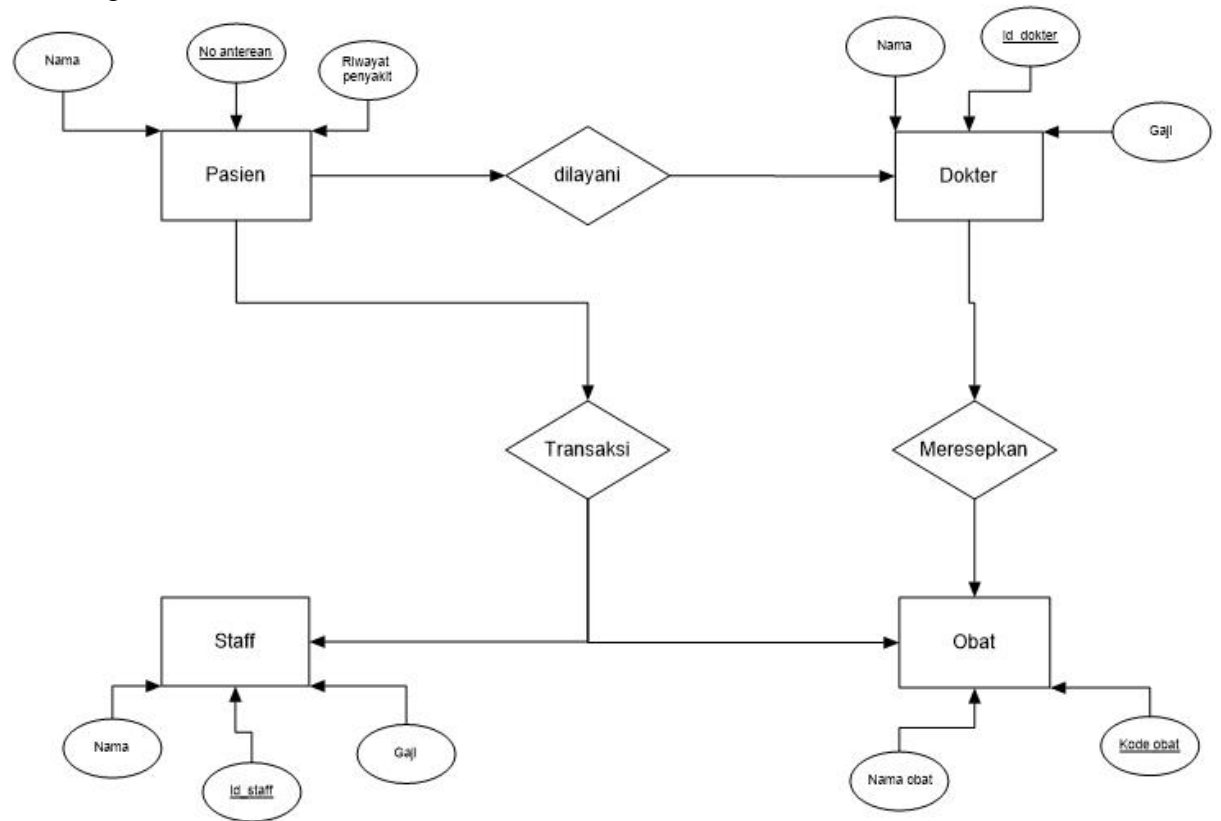 Nama
No anterean
Riwayat
penyakit
Nama
Id_dokter
Gaji
Pasien
dilayani
Dokter
Transaksi
Meresepkan
Staff
Obat
Nama
Id_staff
Gaji
Nama obat
Kode obat